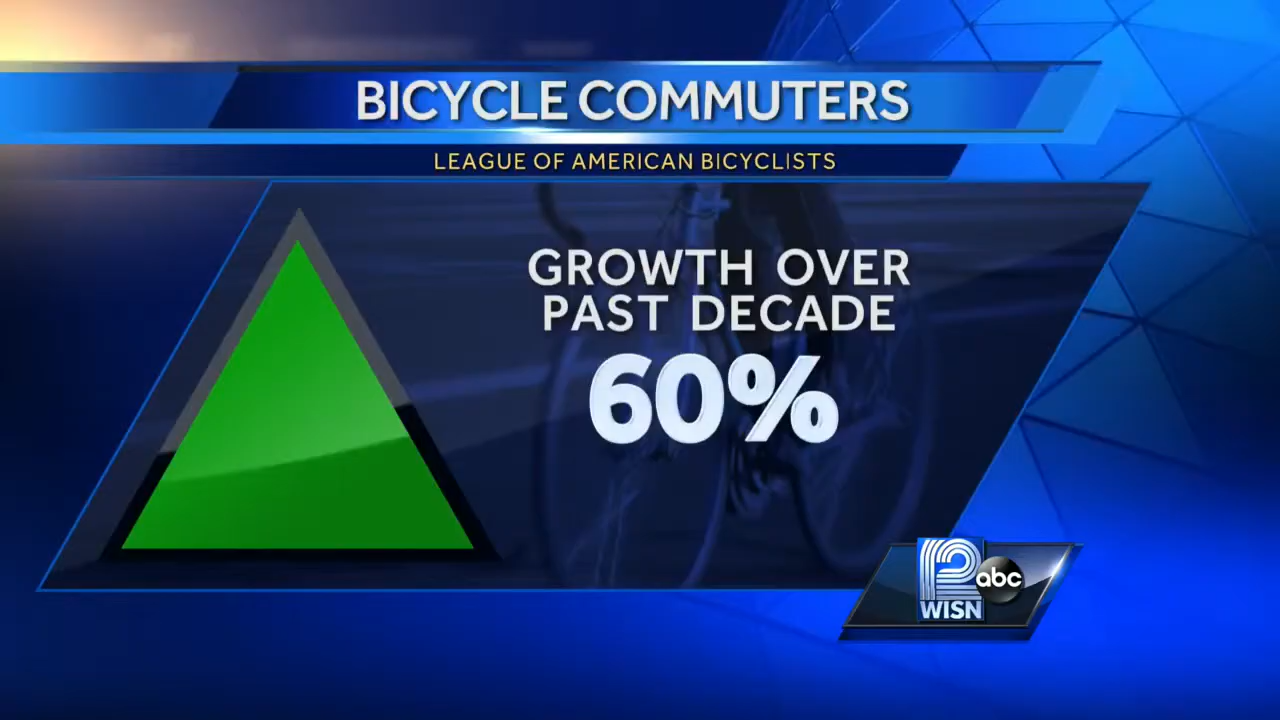 BICYCLE COMMUTERS
LEAGUE OF AMERICAN BICYCLISTS
GROWTH OVER
PAST DECADE
60%
12 abc
WISN